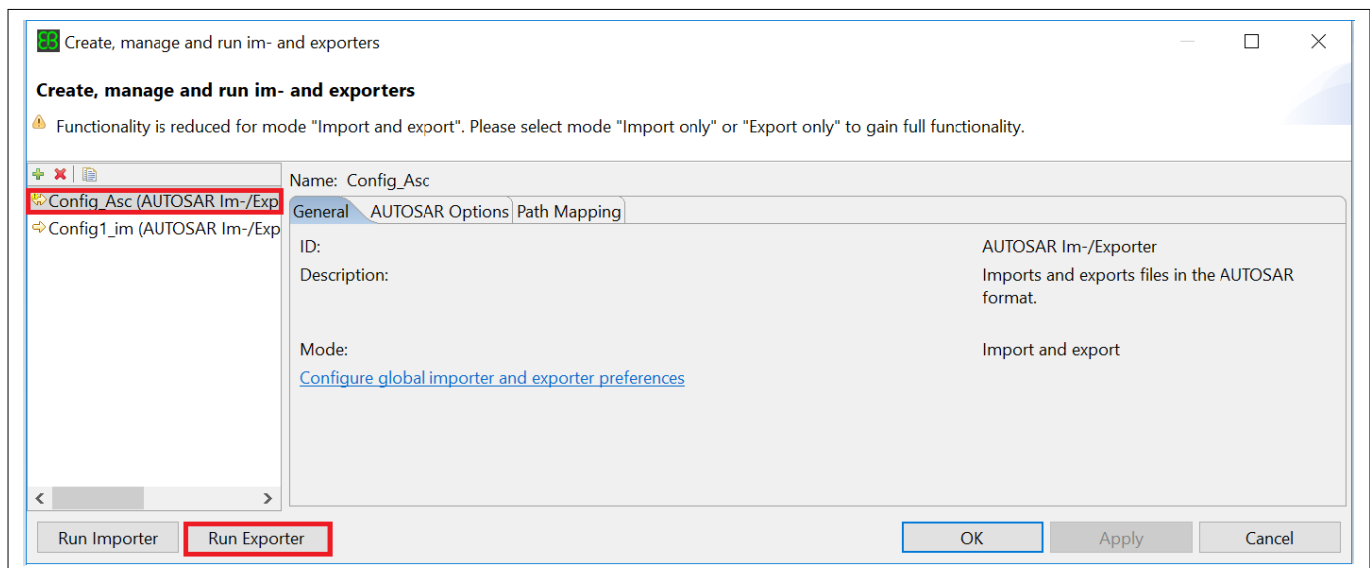 EB Create, manage and run im- and exporters
Create, manage and run im- and exporters
Functionality is reduced for mode "Import and export". Please select mode "Import only" or "Export only" to gain full functionality.
Name: Config_Asc
Config_Asc (AUTOSAR Im-/Exp
General AUTOSAR Options Path Mapping
Config1_im (AUTOSAR Im-/Exp
ID: AUTOSAR Im-/Exporter
Description: Imports and exports files in the AUTOSAR
format.
Mode: Import and export
Configure global importer and exporter preferences
Run Importer Run Exporter OK Apply Cancel